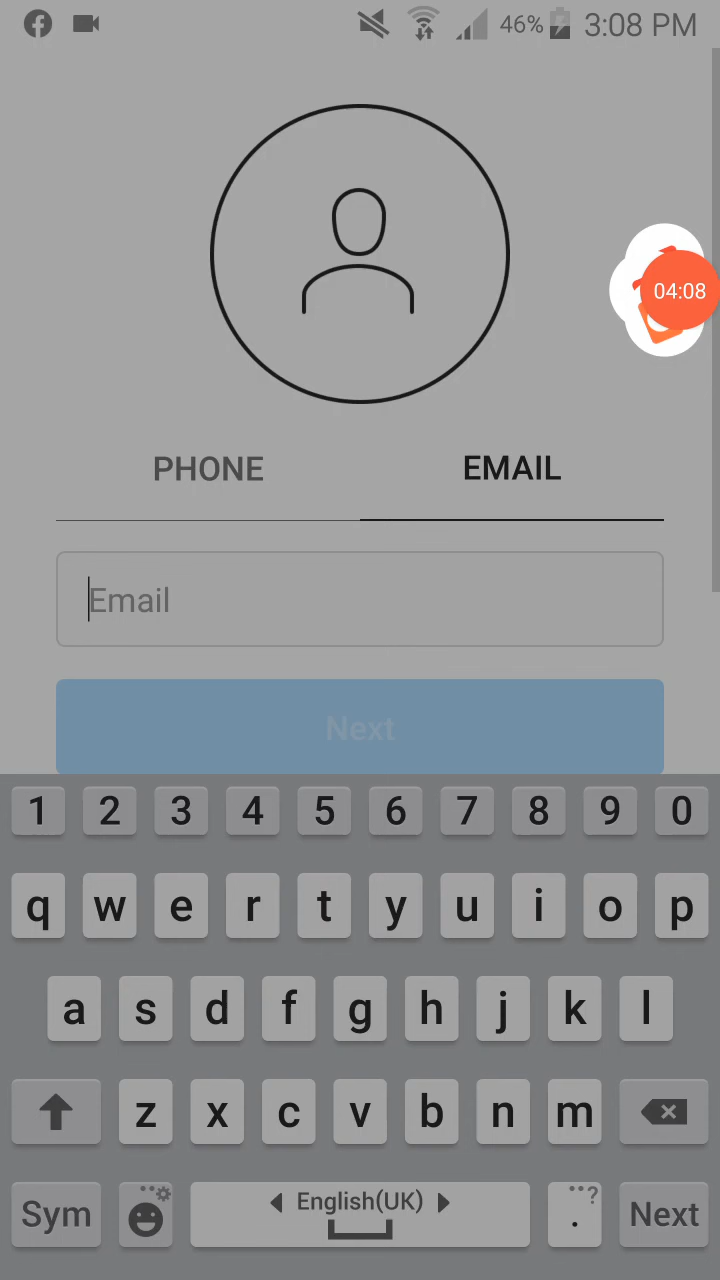 46% 3:08 PM
04:08
PHONE EMAIL
Email
Next
1 2 3 4 5 6 7 8 9 0
q w e r t y u i o p
a s d f g h j k l
z x c v b n m
Sym English(UK) . ? Next